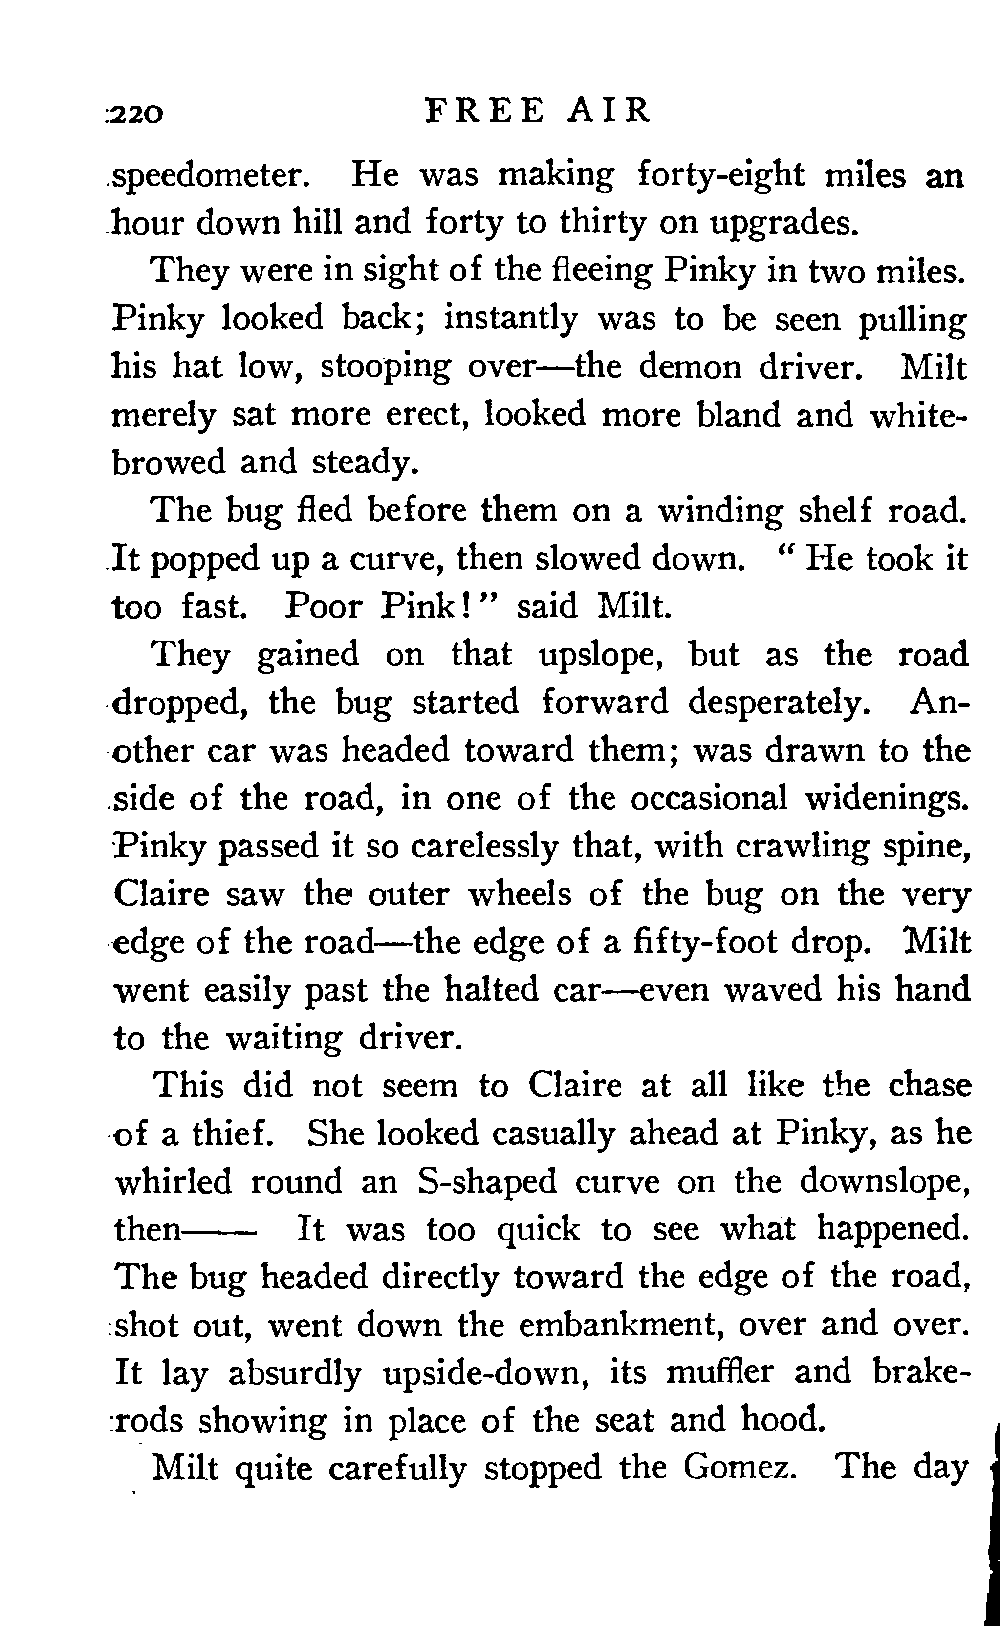 220 FREE AIR
speedometer. He was making forty-eight miles an
hour down hill and forty to thirty on upgrades.
They were in sight of the fleeing Pinky in two miles.
Pinky looked back; instantly was to be seen pulling
his hat low, stooping over—the demon driver. Milt
merely sat more erect, looked more bland and white-
browed and steady.
The bug fled before them on a winding shelf road.
It popped up a curve, then slowed down. “ He took it
too fast. Poor Pink! ” said Milt.
They gained on that upslope, but as the road
dropped, the bug started forward desperately. An-
other car was headed toward them; was drawn to the
side of the road, in one of the occasional widenings.
Pinky passed it so carelessly that, with crawling spine,
Claire saw the outer wheels of the bug on the very
edge of the road—the edge of a fifty-foot drop. Milt
went easily past the halted car—even waved his hand
to the waiting driver.
This did not seem to Claire at all like the chase
of a thief. She looked casually ahead at Pinky, as he
whirled round an S-shaped curve on the downslope,
then—— It was too quick to see what happened.
The bug headed directly toward the edge of the road,
shot out, went down the embankment, over and over.
It lay absurdly upside-down, its muffler and brake-
rods showing in place of the seat and hood.
Milt quite carefully stopped the Gomez. The day